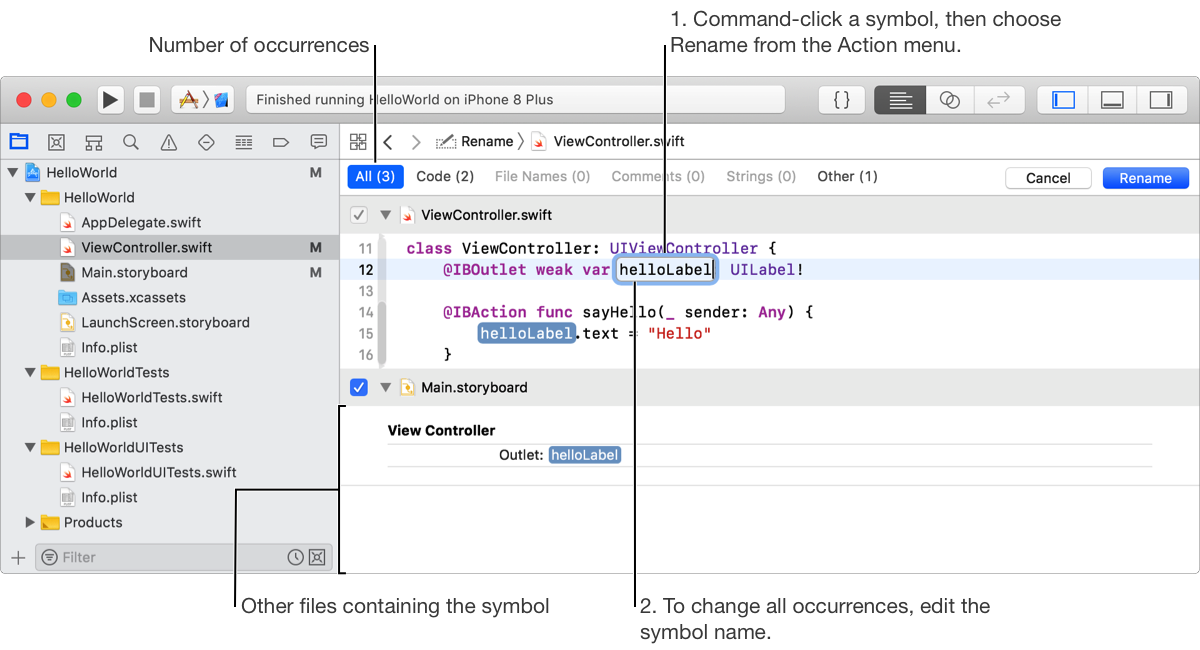 1. Command-click a symbol, then choose
Rename from the Action menu.
Number of occurrences
Finished running HelloWorld on iPhone 8 Plus
{}
Rename
ViewController.swift
All (3)
Code (2)
File Names (0)
Comments (0)
Strings (0)
Other (1)
Cancel
Rename
HelloWorld M
HelloWorld
AppDelegate.swift
ViewController.swift M
Main.storyboard M
Assets.xcassets
LaunchScreen.storyboard
Info.plist
HelloWorldTests
HelloWorldTests.swift
Info.plist
HelloWorldUITests
HelloWorldUITests.swift
Info.plist
Products
Filter
ViewController.swift
11 class ViewController: UIViewController {
12 @IBOutlet weak var helloLabel UILabel!
13
14 @IBAction func sayHello(_ sender: Any) {
15 helloLabel.text = "Hello"
16 }
Main.storyboard
View Controller
Outlet: helloLabel
Other files containing the symbol
2. To change all occurrences, edit the
symbol name.